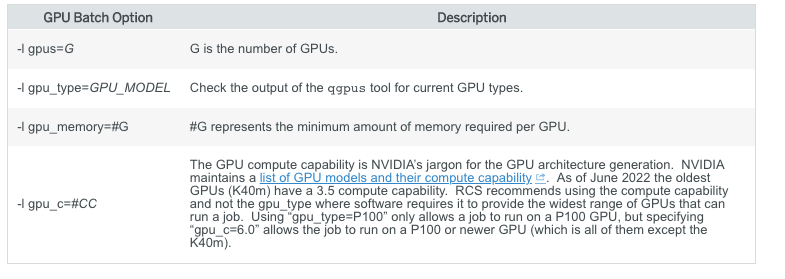 GPU Batch Option Description
-l gpus=G G is the number of GPUs.
-l gpu_type=GPU_MODEL Check the output of the qgpus tool for current GPU types.
-l gpu_memory=#G #G represents the minimum amount of memory required per GPU.
The GPU compute capability is NVIDIA's jargon for the GPU architecture generation. NVIDIA
maintains a list of GPU models and their compute capability. As of June 2022 the oldest
GPUs (K40m) have a 3.5 compute capability. RCS recommends using the compute capability
-l gpu_c=#CC and not the gpu_type where software requires it to provide the widest range of GPUs that can
run a job. Using “gpu_type=P100” only allows a job to run on a P100 GPU, but specifying
“gpu_c=6.0” allows the job to run on a P100 or newer GPU (which is all of them except the
K40m).